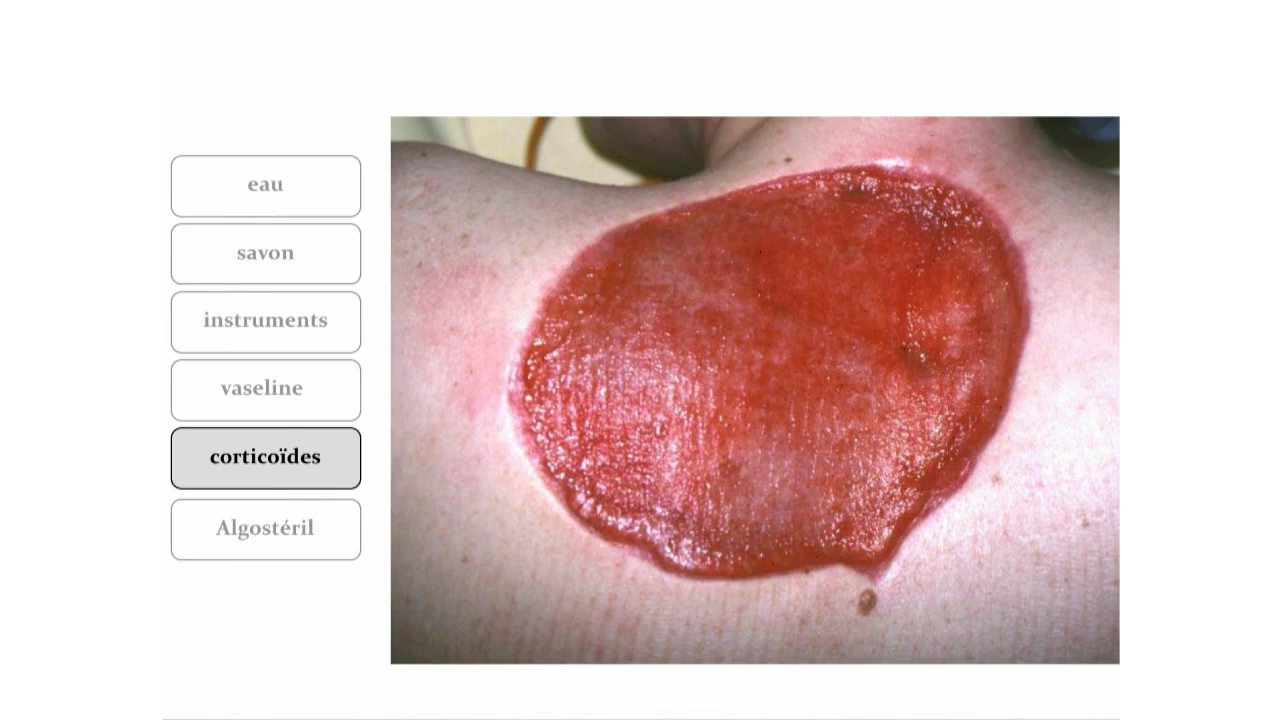 eau
savon
instruments
vaseline
corticoïdes
Algostéril